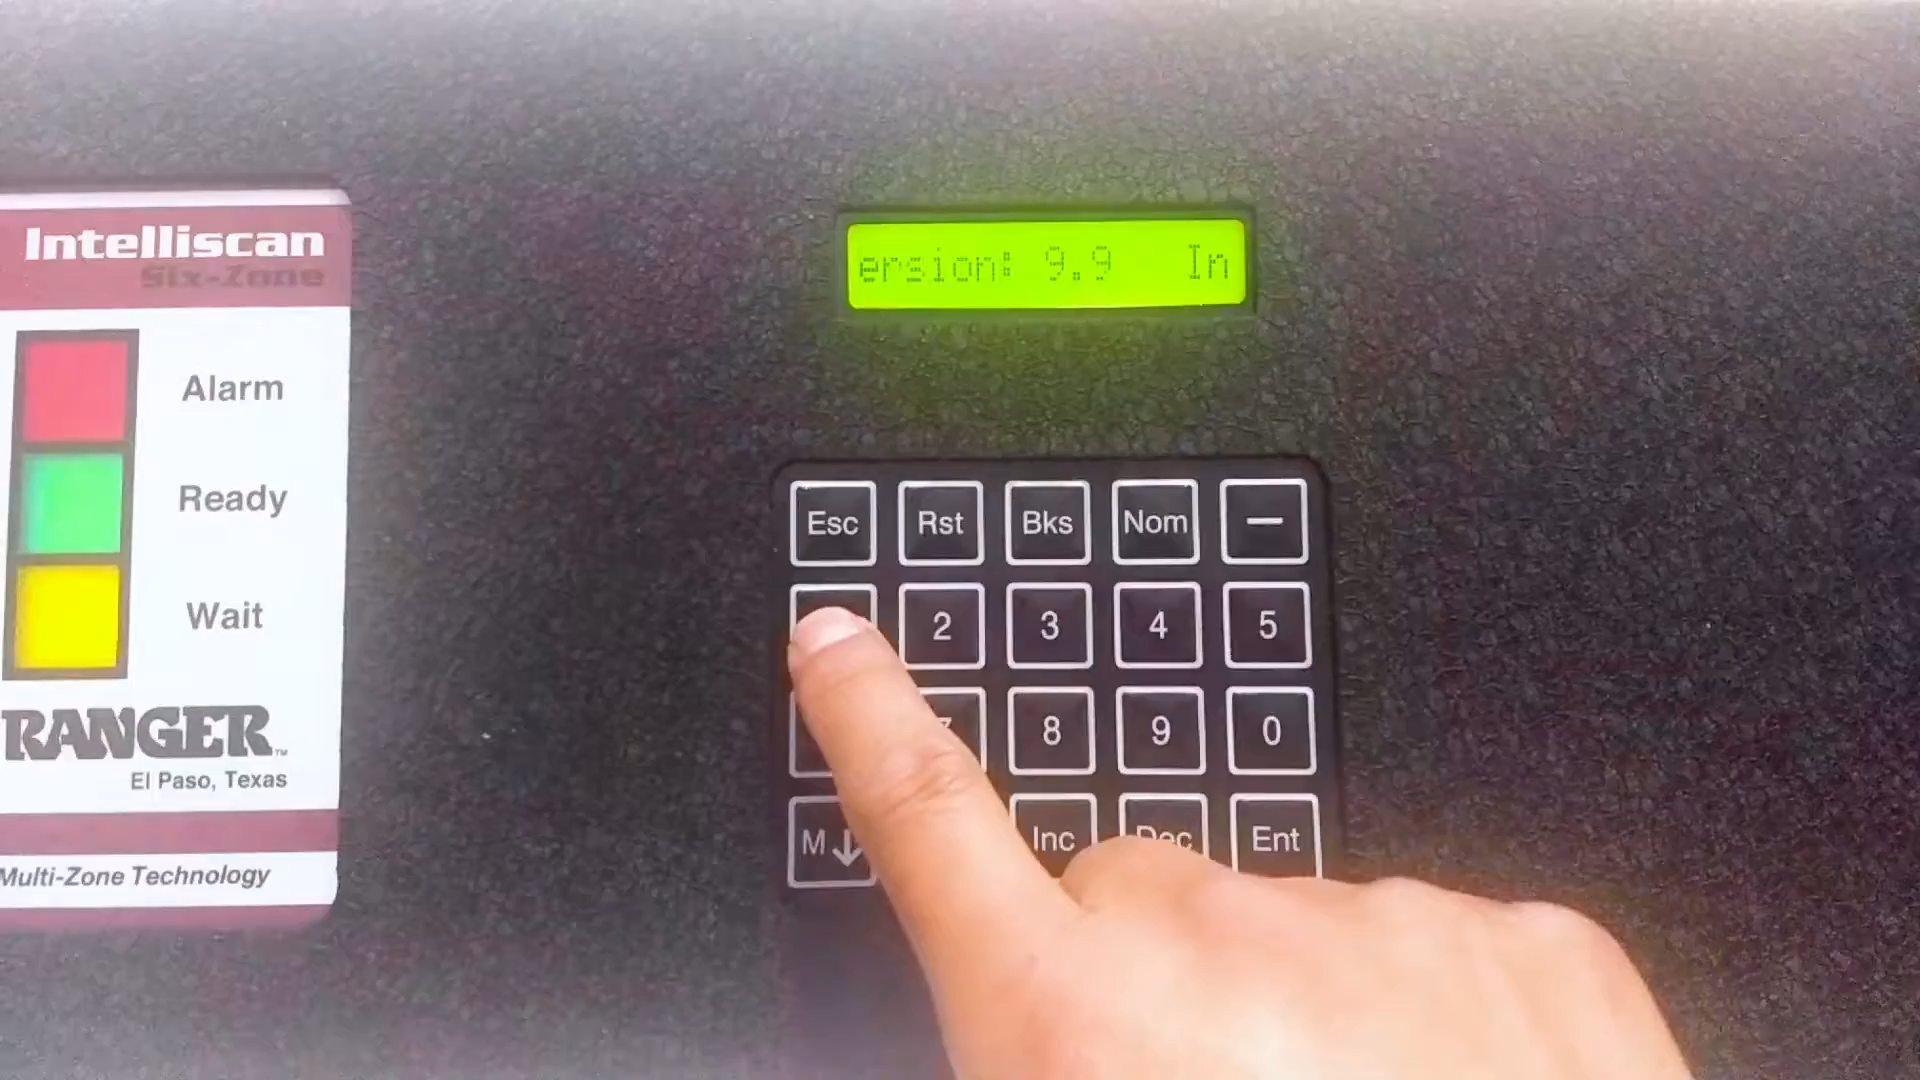 Intelliscan
Six-Zone
Alarm
Ready
Wait
RANGER™
El Paso, Texas
Multi-Zone Technology
ersion: 9.9 In
Esc Rst Bks Nom —
2 3 4 5
8 9 0
M↓ Inc Dec Ent